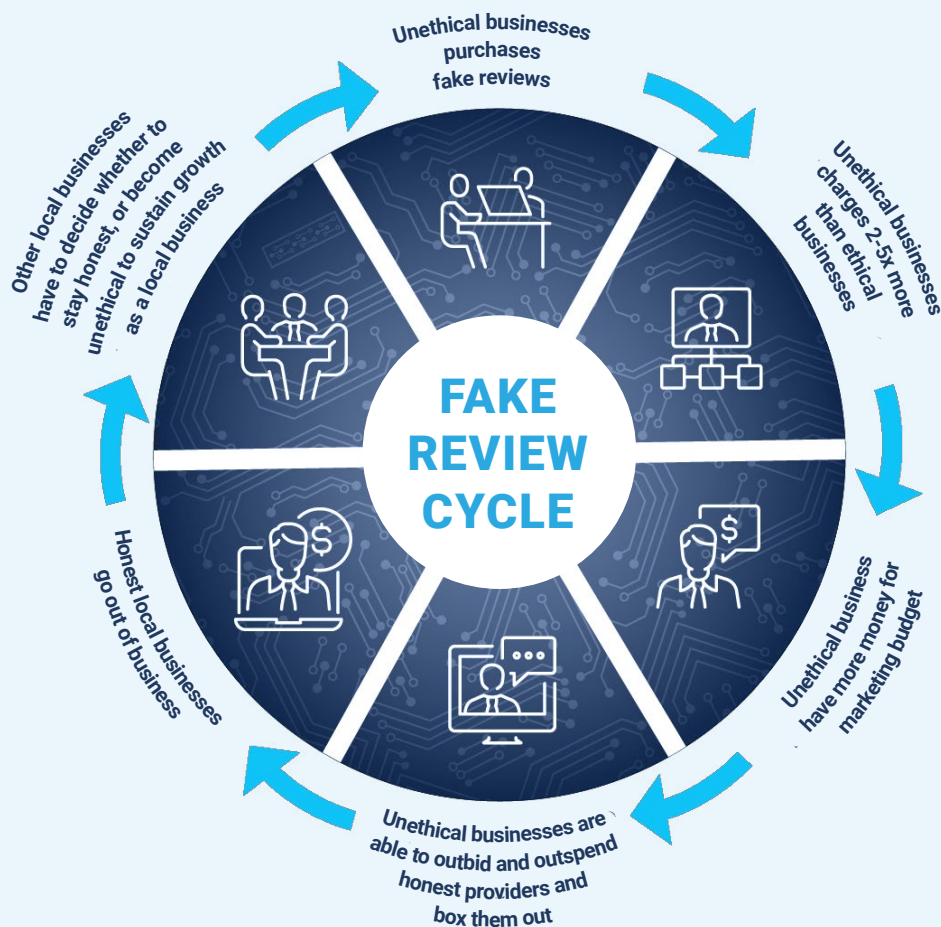 Unethical businesses
purchases
fake reviews
Unethical businesses
charges 2-5x more
than ethical
businesses
Unethical business
have more money for
marketing budget
Unethical businesses are
able to outbid and outspend
honest providers and
box them out
Honest local businesses
go out of business
Other local businesses
have to decide whether to
stay honest, or become
unethical to sustain growth
as a local business
FAKE
REVIEW
CYCLE
$
$